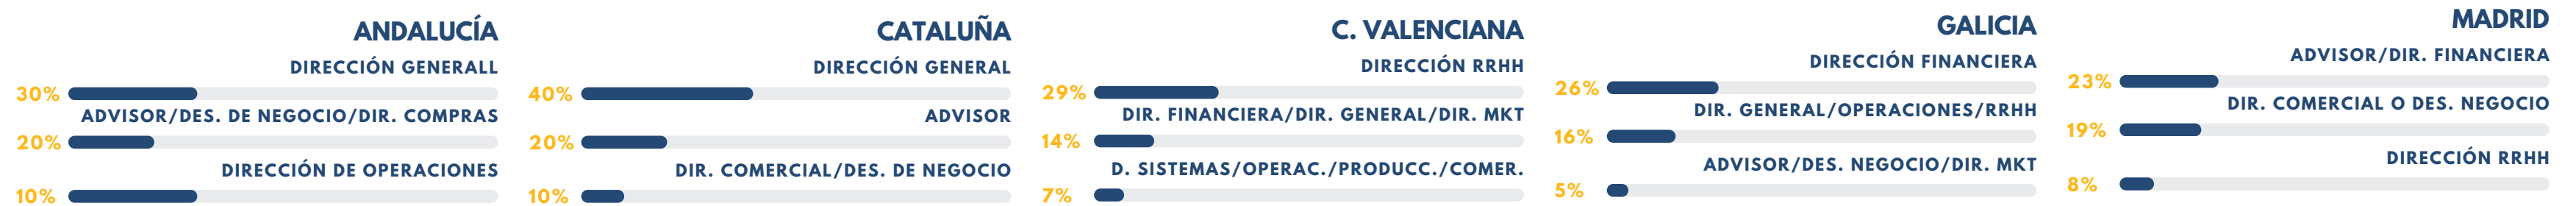 ANDALUCÍA
DIRECCIÓN GENERALL
30%
ADVISOR/DES. DE NEGOCIO/DIR. COMPRAS
20%
DIRECCIÓN DE OPERACIONES
10%
CATALUÑA
DIRECCIÓN GENERAL
40%
ADVISOR
20%
DIR. COMERCIAL/DES. DE NEGOCIO
10%
C. VALENCIANA
DIRECCIÓN RRHH
29%
DIR. FINANCIERA/DIR. GENERAL/DIR. MKT
14%
D. SISTEMAS/OPERAC./PRODUCC./COMER.
7%
GALICIA
DIRECCIÓN FINANCIERA
26%
DIR. GENERAL/OPERACIONES/RRHH
16%
ADVISOR/DES. NEGOCIO/DIR. MKT
5%
MADRID
ADVISOR/DIR. FINANCIERA
23%
DIR. COMERCIAL O DES. NEGOCIO
19%
DIRECCIÓN RRHH
8%